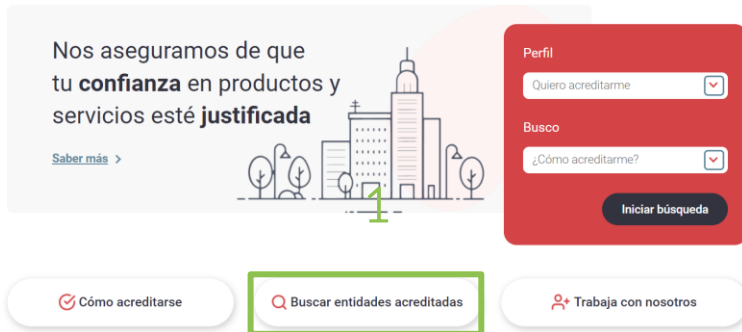 Nos aseguramos de que
tu confianza en productos y
servicios esté justificada
Saber más >
1
Perfil
Quiero acreditarme
Busco
¿Cómo acreditarme?
Iniciar búsqueda
Cómo acreditarse
Buscar entidades acreditadas
Trabaja con nosotros